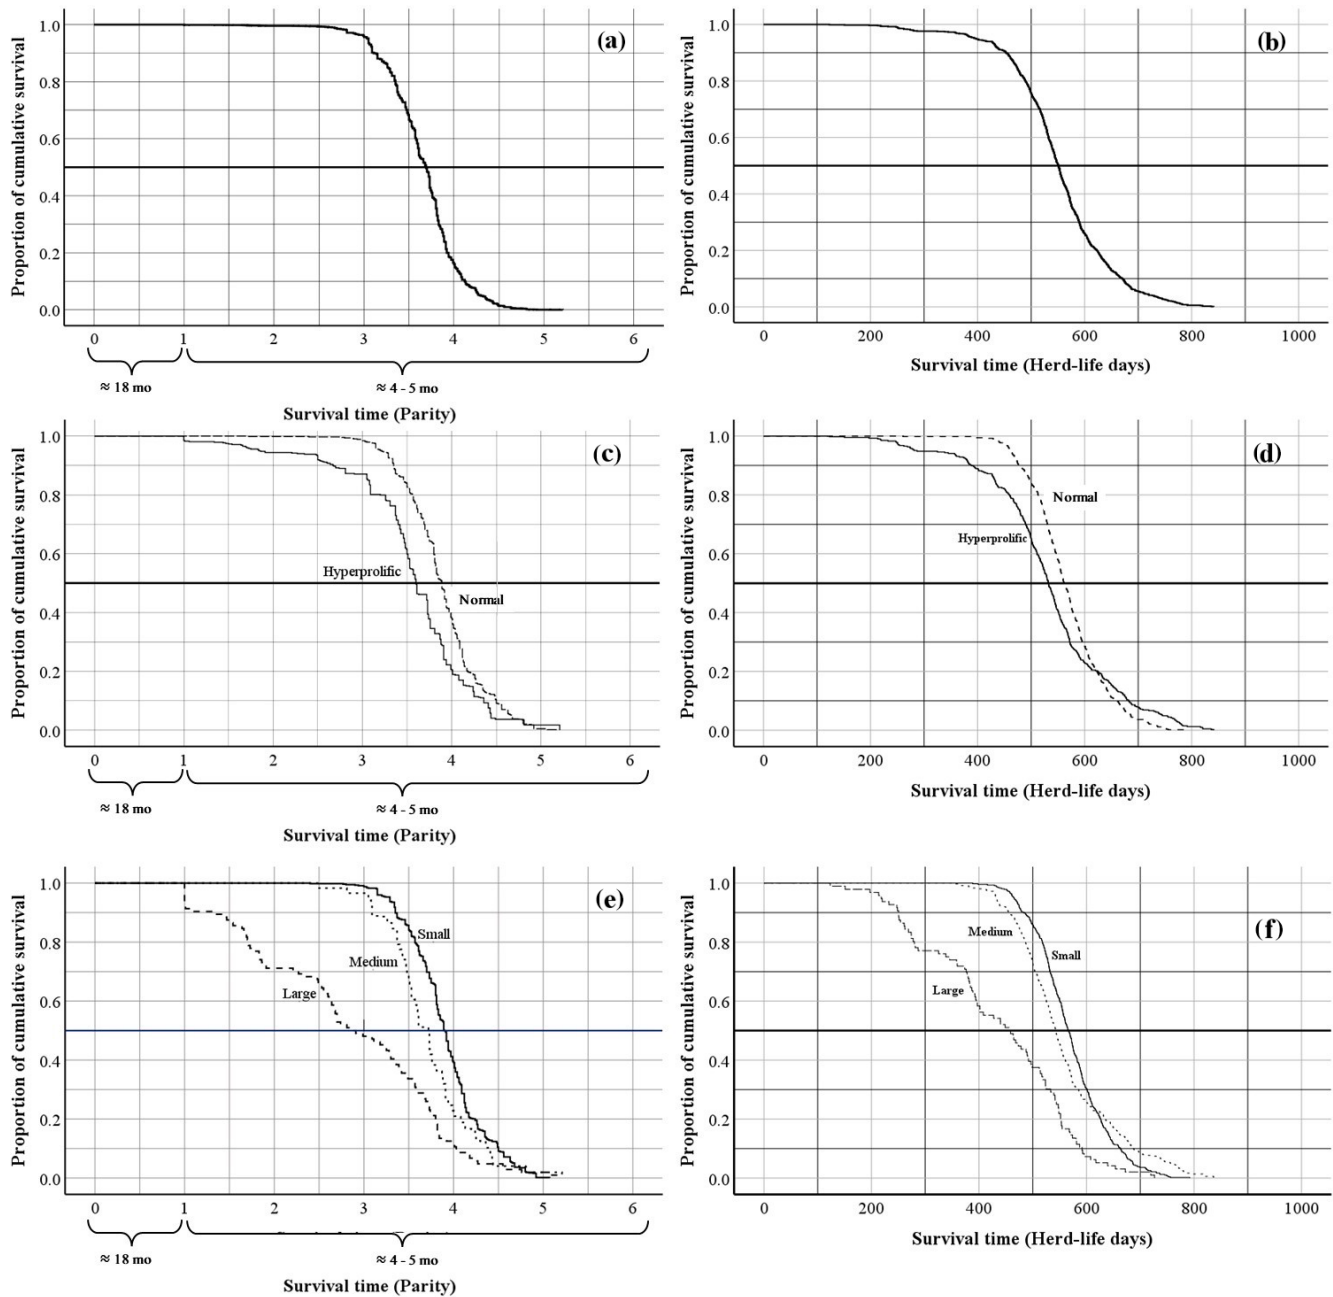 (a)
Proportion of cumulative survival
1.0
0.8
0.6
0.4
0.2
0.0
0 1 2 3 4 5 6
≈ 18 mo
≈ 4 - 5 mo
Survival time (Parity)
(b)
Proportion of cumulative survival
1.0
0.8
0.6
0.4
0.2
0.0
0 200 400 600 800 1000
Survival time (Herd-life days)
(c)
Proportion of cumulative survival
1.0
0.8
0.6
0.4
0.2
0.0
Hyperprolific
Normal
0 1 2 3 4 5 6
≈ 18 mo
≈ 4 - 5 mo
Survival time (Parity)
(d)
Proportion of cumulative survival
1.0
0.8
0.6
0.4
0.2
0.0
Normal
Hyperprolific
0 200 400 600 800 1000
Survival time (Herd-life days)
(e)
Proportion of cumulative survival
1.0
0.8
0.6
0.4
0.2
0.0
Small
Medium
Large
0 1 2 3 4 5 6
≈ 18 mo
≈ 4 - 5 mo
Survival time (Parity)
(f)
Proportion of cumulative survival
1.0
0.8
0.6
0.4
0.2
0.0
Medium
Small
Large
0 200 400 600 800 1000
Survival time (Herd-life days)